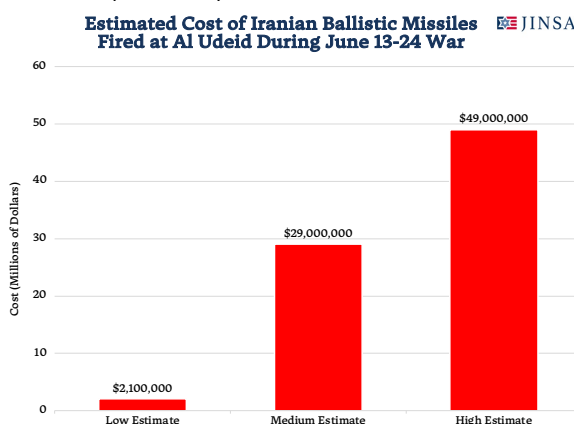 Estimated Cost of Iranian Ballistic Missiles
Fired at Al Udeid During June 13-24 War
JINSA
Cost (Millions of Dollars)
60
50
40
30
20
10
0
$2,100,000
$29,000,000
$49,000,000
Low Estimate
Medium Estimate
High Estimate